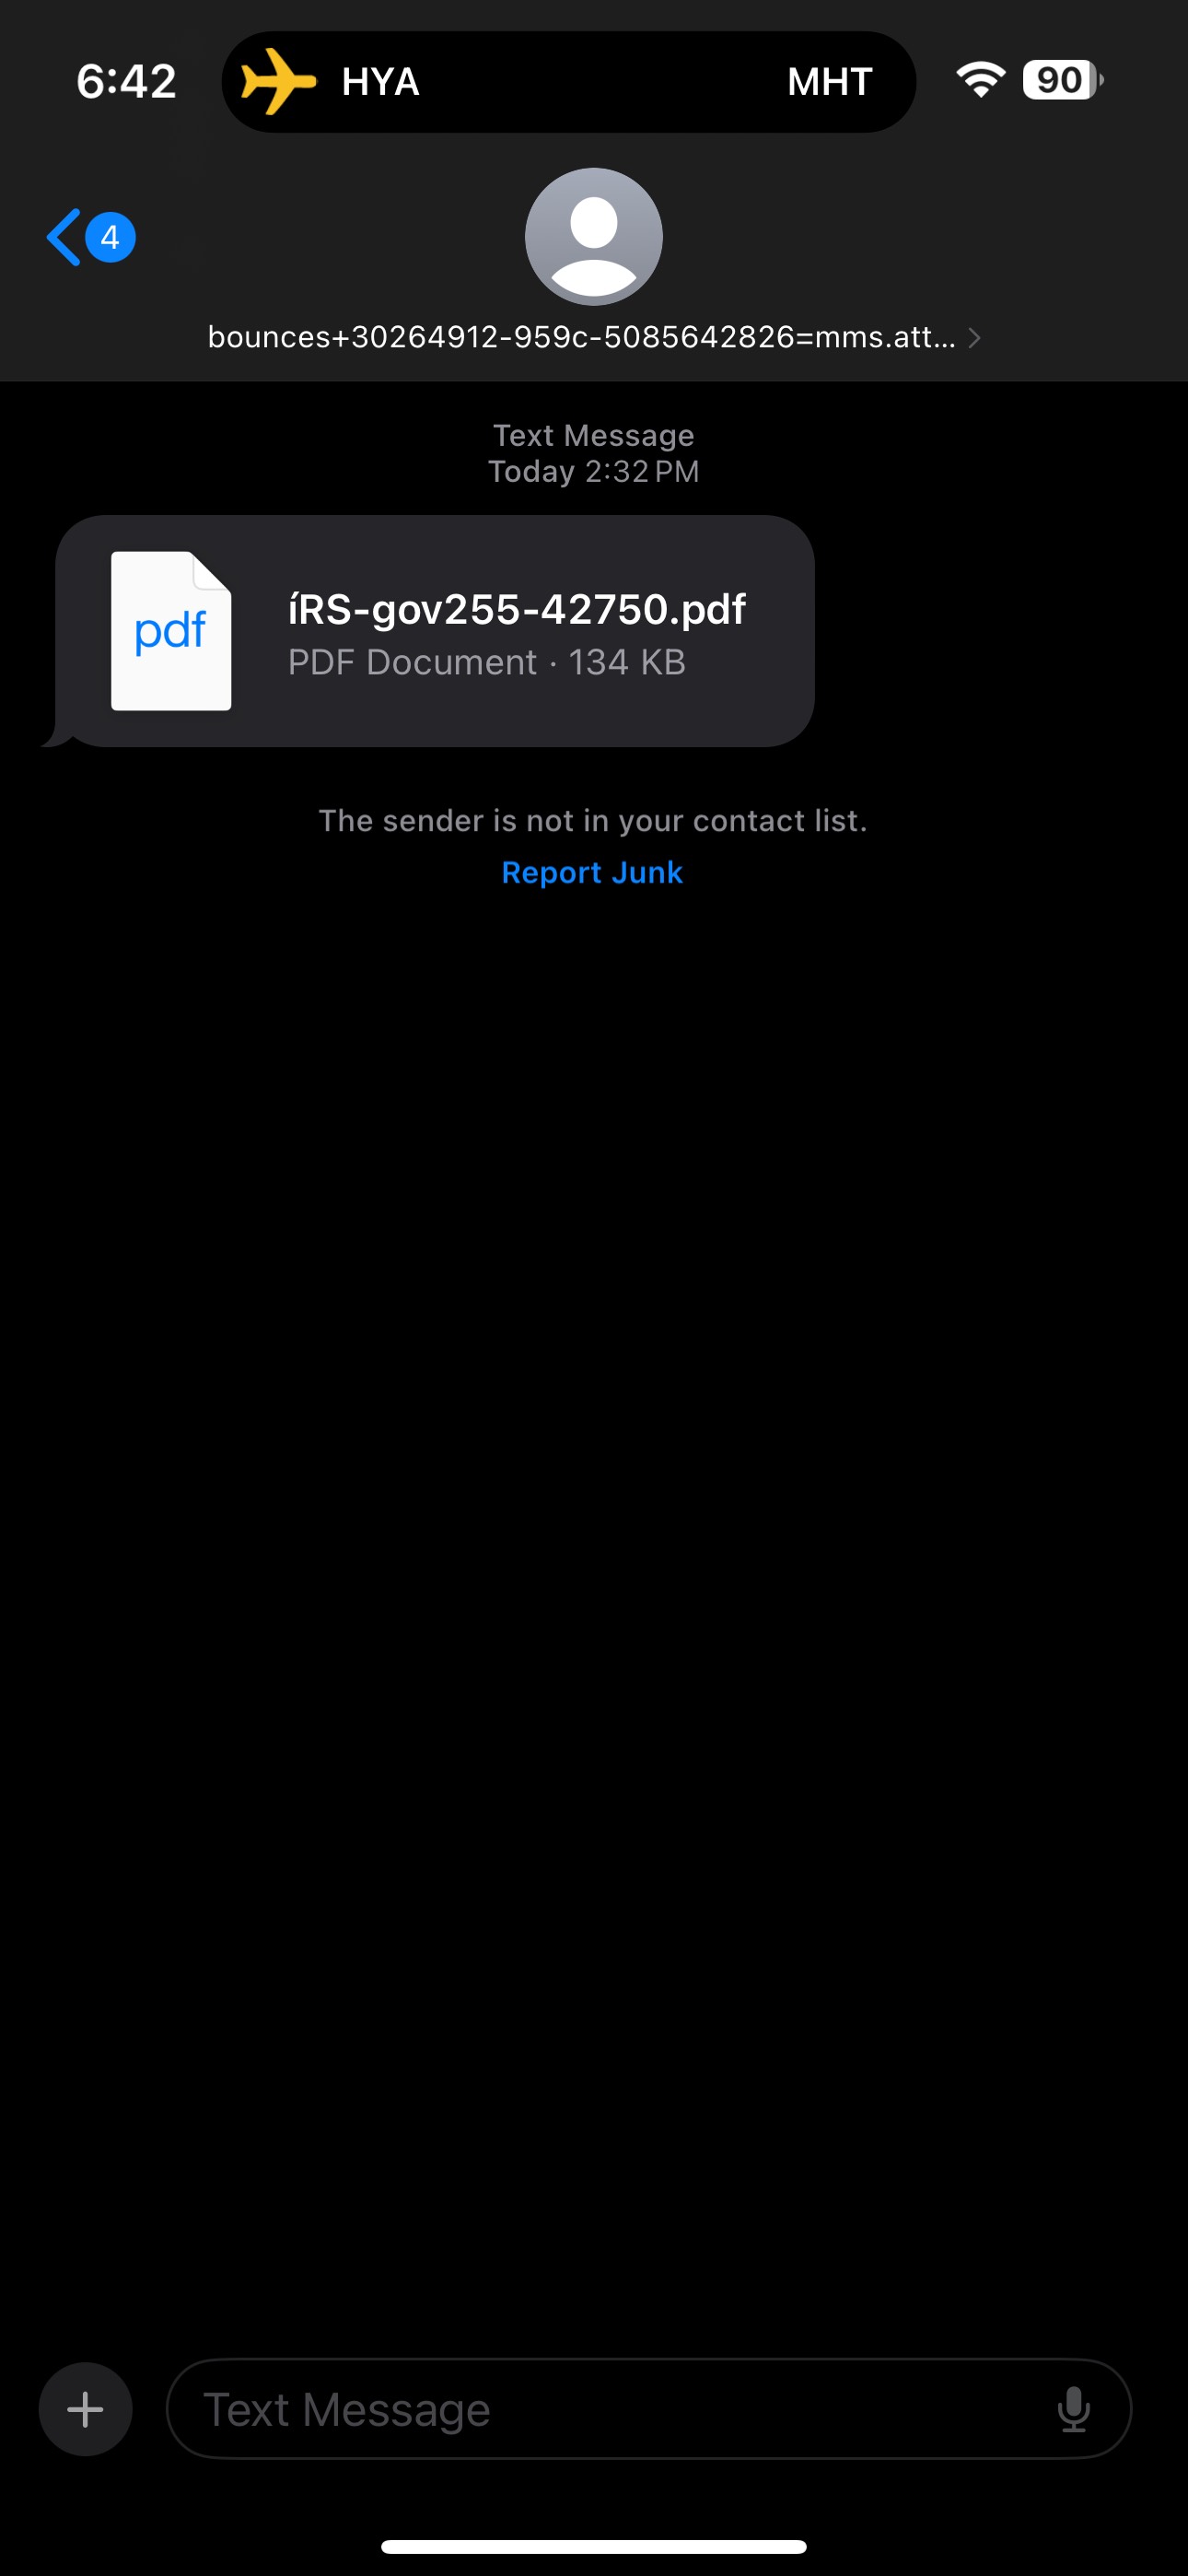 6:42
HYA
MHT
90
4
bounces+30264912-959c-5085642826=mms.att...
Text Message
Today 2:32 PM
pdf
íRS-gov255-42750.pdf
PDF Document · 134 KB
The sender is not in your contact list.
Report Junk
Text Message